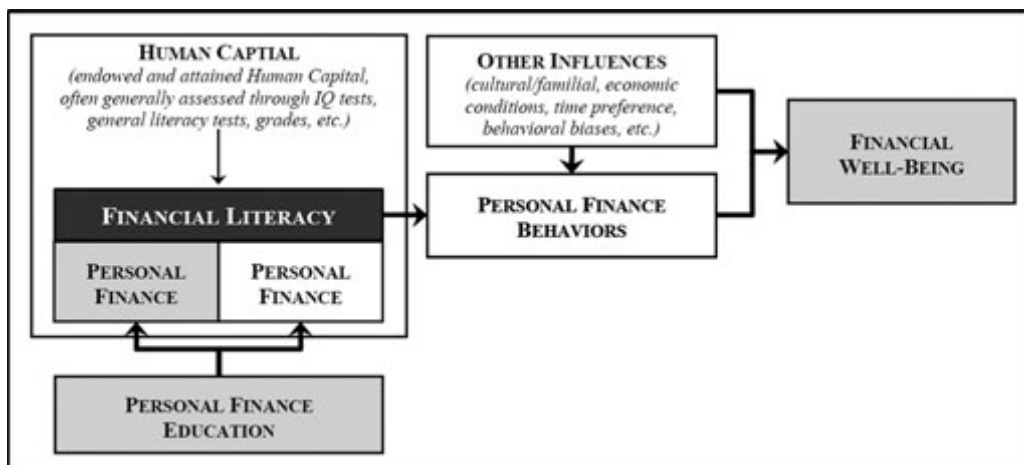 HUMAN CAPTIAL
(endowed and attained Human Capital,
often generally assessed through IQ tests,
general literacy tests, grades, etc.)
FINANCIAL LITERACY
PERSONAL
FINANCE
PERSONAL
FINANCE
PERSONAL FINANCE
EDUCATION
OTHER INFLUENCES
(cultural/familial, economic
conditions, time preference,
behavioral biases, etc.)
PERSONAL FINANCE
BEHAVIORS
FINANCIAL
WELL-BEING